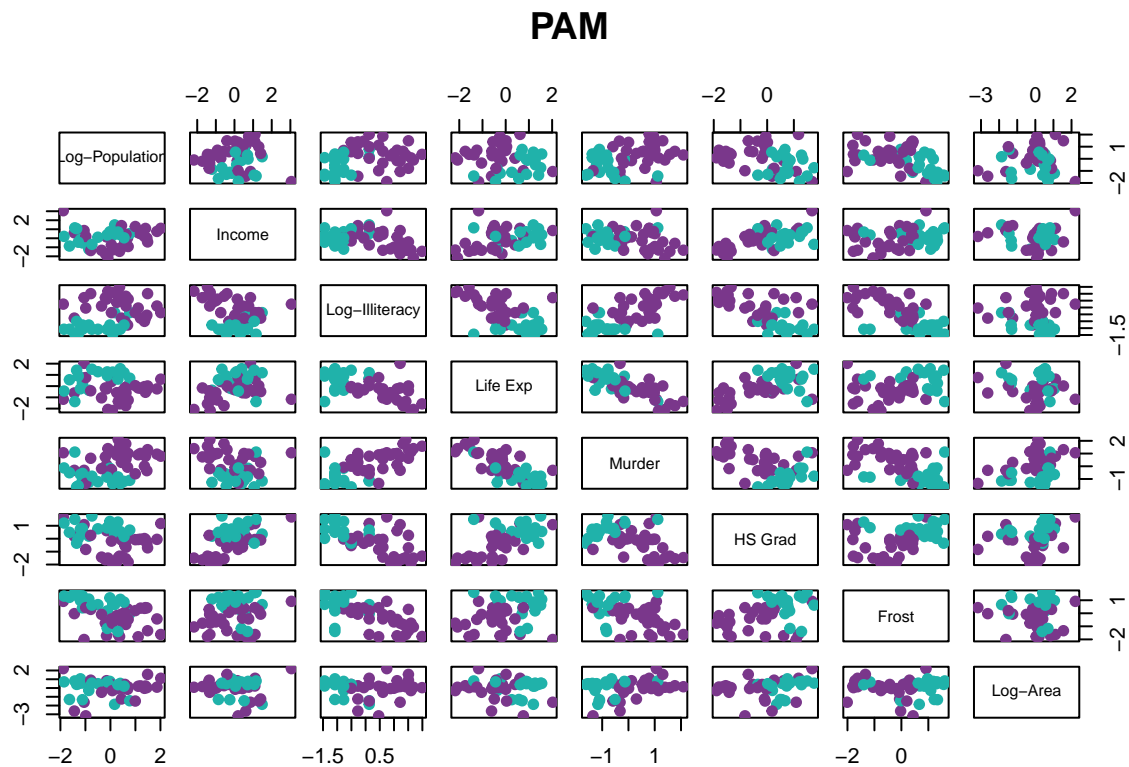 PAM
−2 0 2
−2 0 2
−2 0
−3 0 2
Log−Population
−2 1
−2 2
Income
Log−Illiteracy
−1.5
−2 2
Life Exp
Murder
−1 2
−2 1
HS Grad
Frost
−2 1
−3 2
Log−Area
−2 0 2
−1.5 0.5
−1 1
−2 0